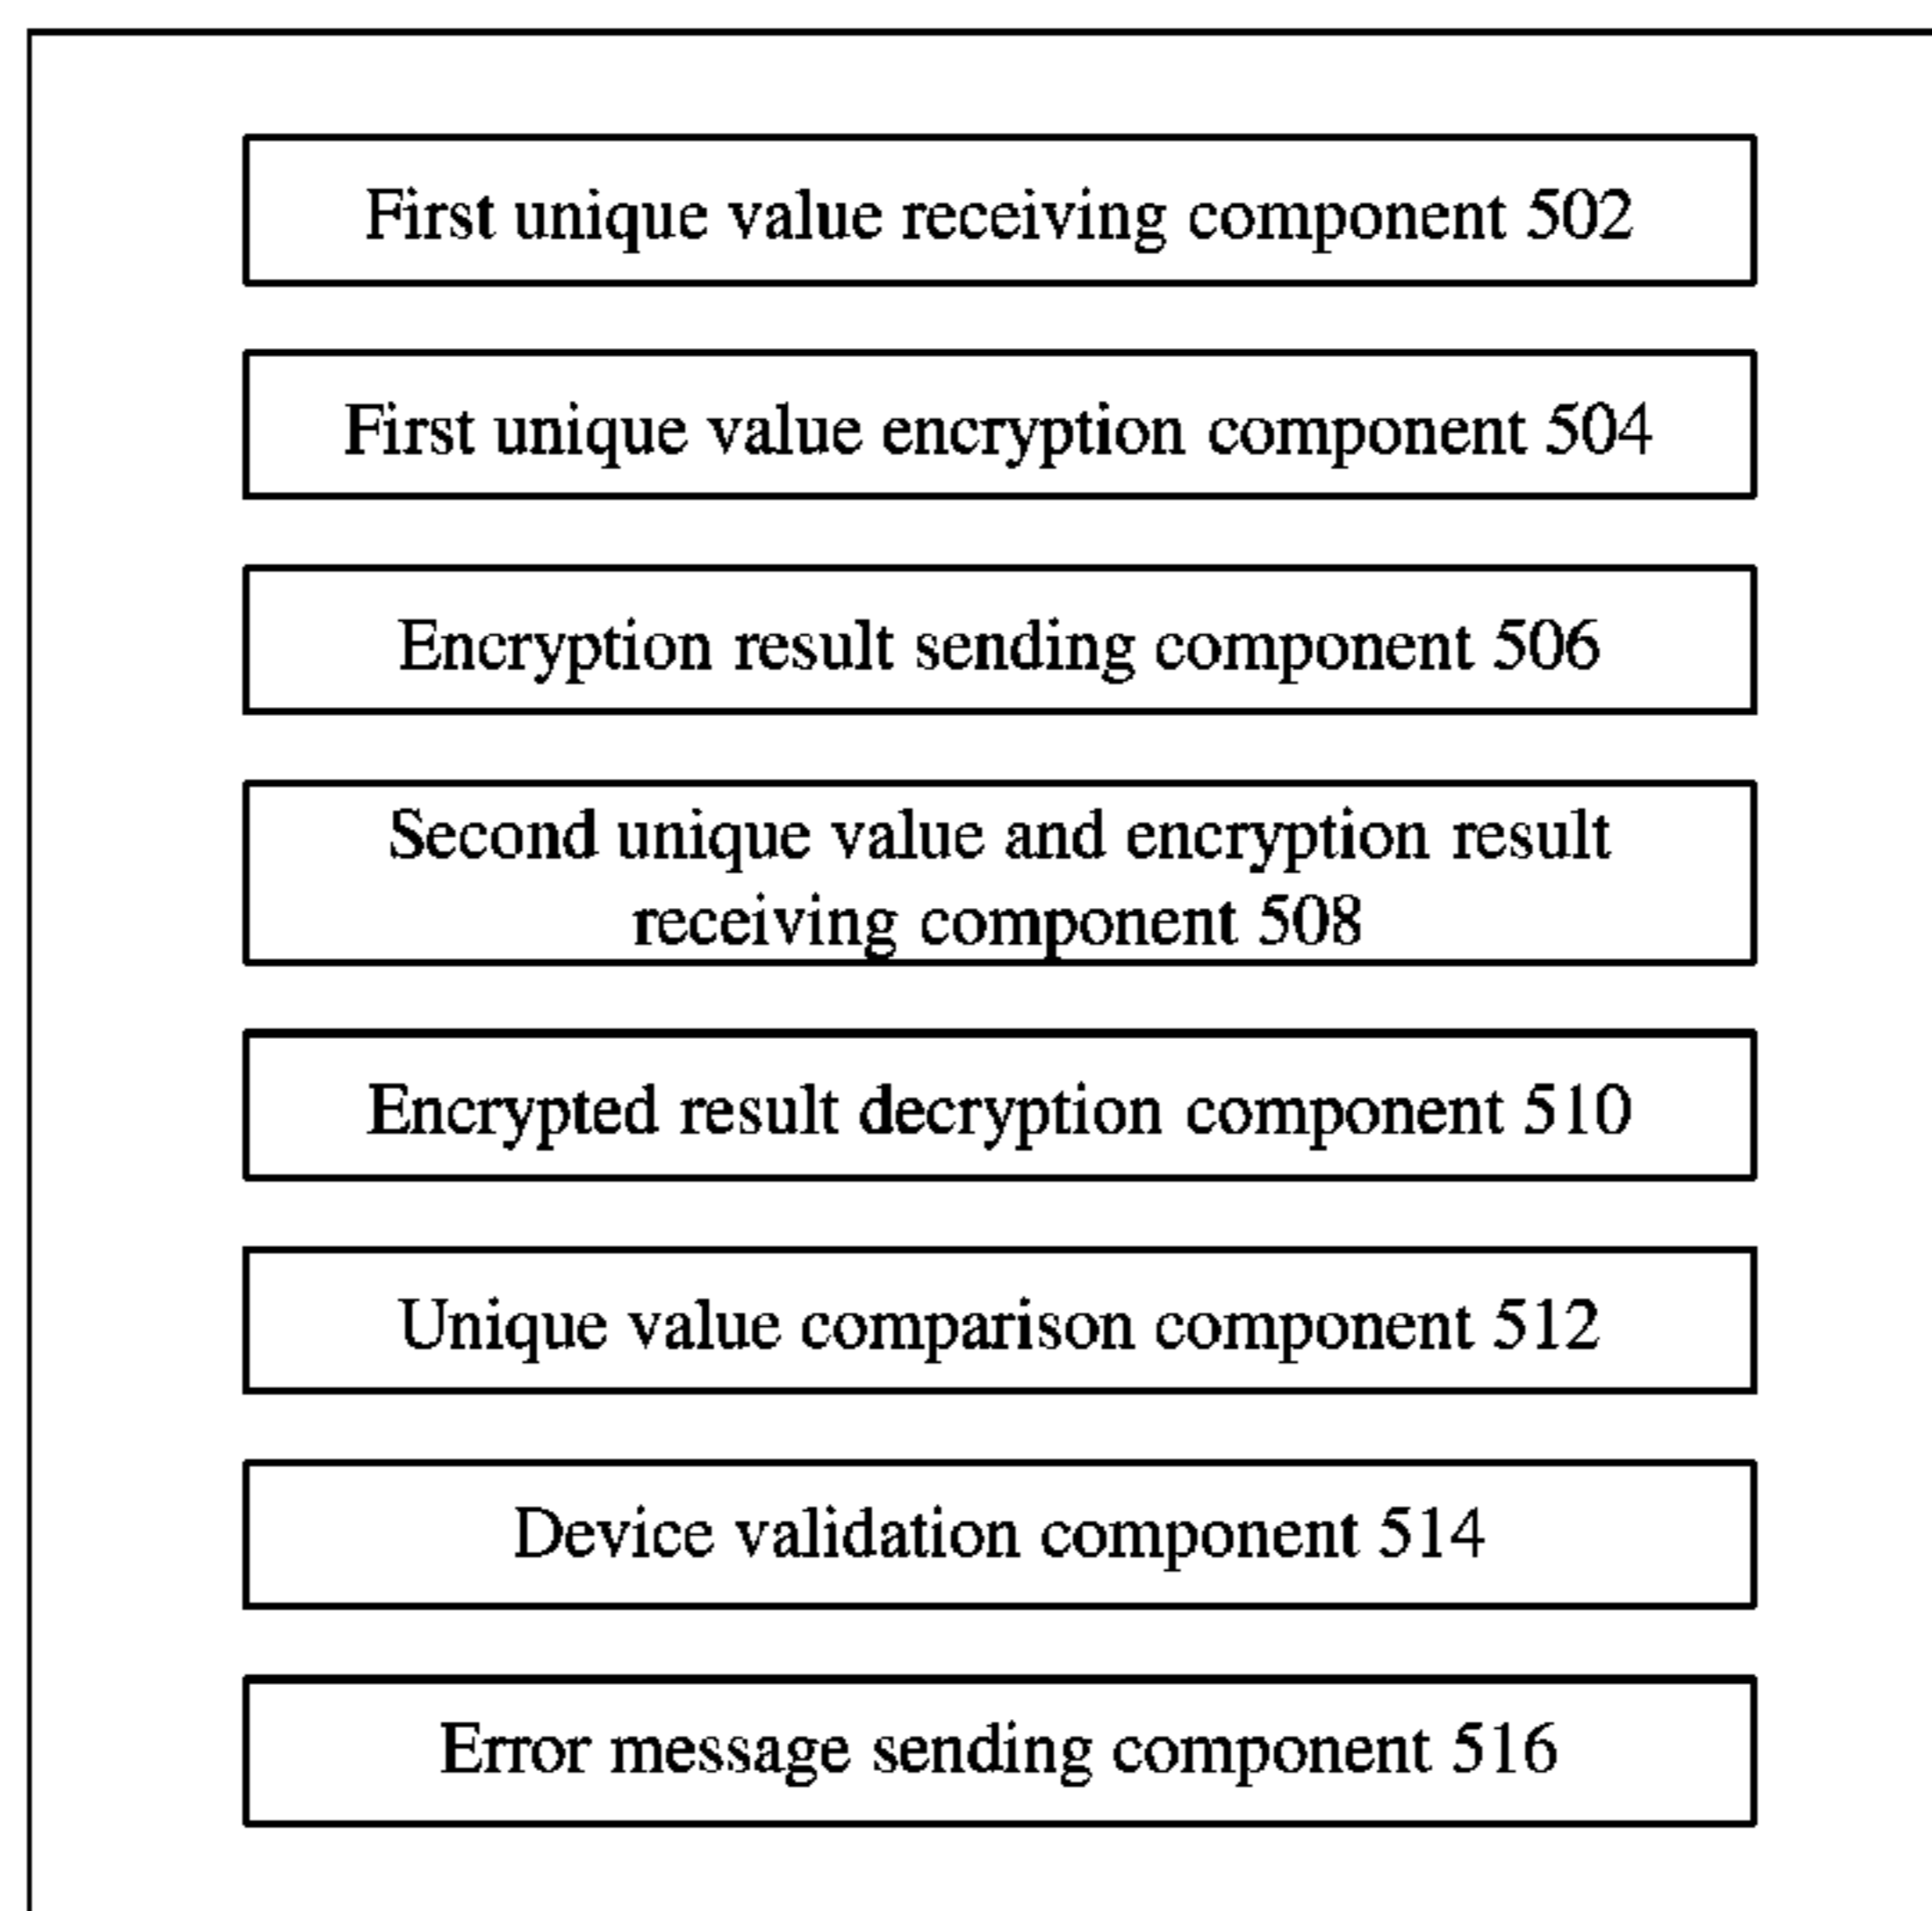 First unique value receiving component 502
First unique value encryption component 504
Encryption result sending component 506
Second unique value and encryption result
receiving component 508
Encrypted result decryption component 510
Unique value comparison component 512
Device validation component 514
Error message sending component 516